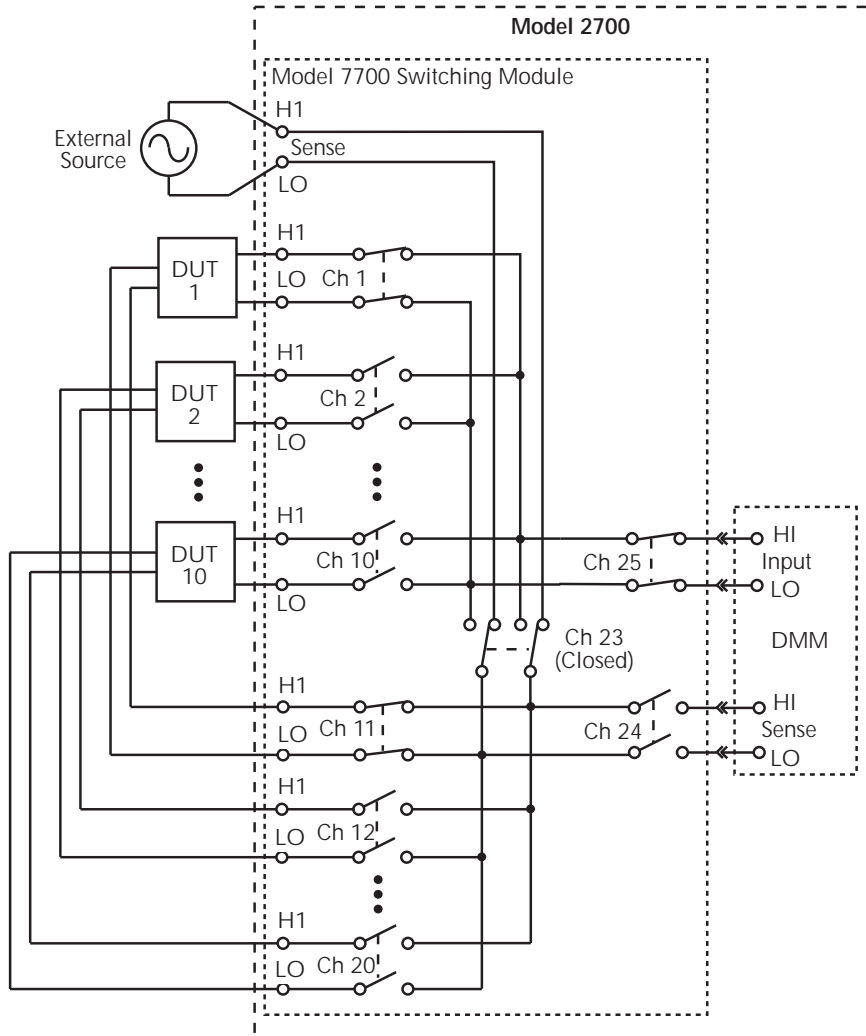 Model 2700
Model 7700 Switching Module
H1
External
Source
Sense
LO
H1
DUT
1
LO
Ch 1
H1
DUT
2
Ch 2
LO
H1
DUT
10
Ch 10
LO
Ch 25
HI
Input
LO
DMM
Ch 23
(Closed)
H1
LO
Ch 11
Ch 24
HI
Sense
LO
H1
LO
Ch 12
H1
LO
Ch 20